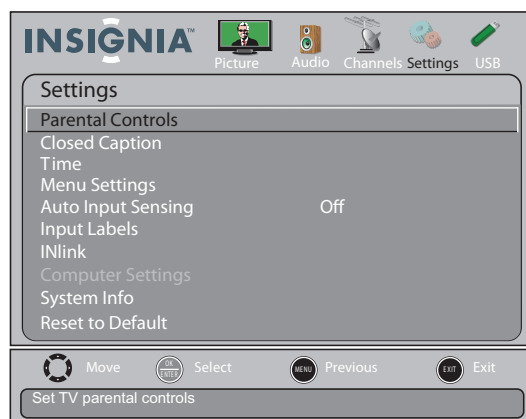 INSIGNIA™
Picture Audio Channels Settings USB
Settings
Parental Controls
Closed Caption
Time
Menu Settings
Auto Input Sensing Off
Input Labels
INlink
Computer Settings
System Info
Reset to Default
Move OK ENTER Select MENU Previous EXIT Exit
Set TV parental controls